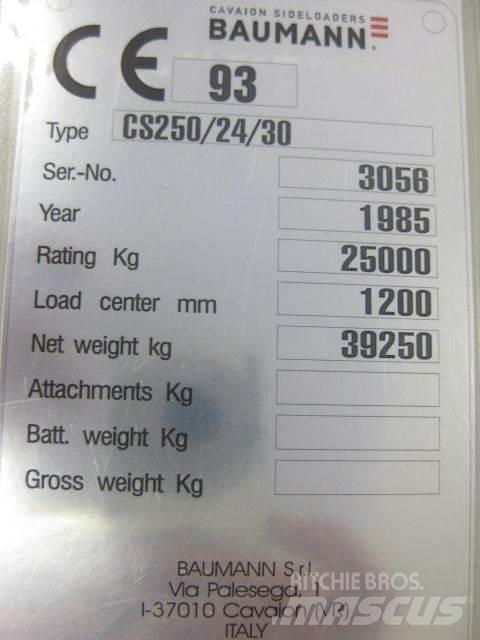 CAVAION SIDELOADERS
BAUMANN
CE 93
Type CS250/24/30
Ser.-No. 3056
Year 1985
Rating Kg 25000
Load center mm 1200
Net weight kg 39250
Attachments Kg
Batt. weight Kg
Gross weight Kg
BAUMANN S.r.l.
Via Palesega, 1
I-37010 Cavaion (VR)
ITALY
RITCHIE BROS.
MASCUS